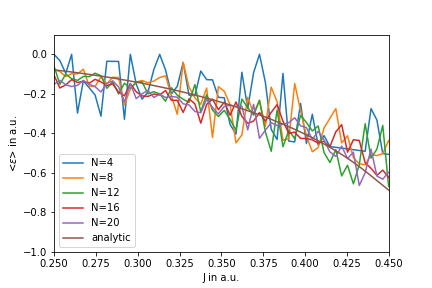 0.0
−0.2
−0.4
−0.6
−0.8
−1.0
<ε> in a.u.
N=4
N=8
N=12
N=16
N=20
analytic
0.250 0.275 0.300 0.325 0.350 0.375 0.400 0.425 0.450
J in a.u.